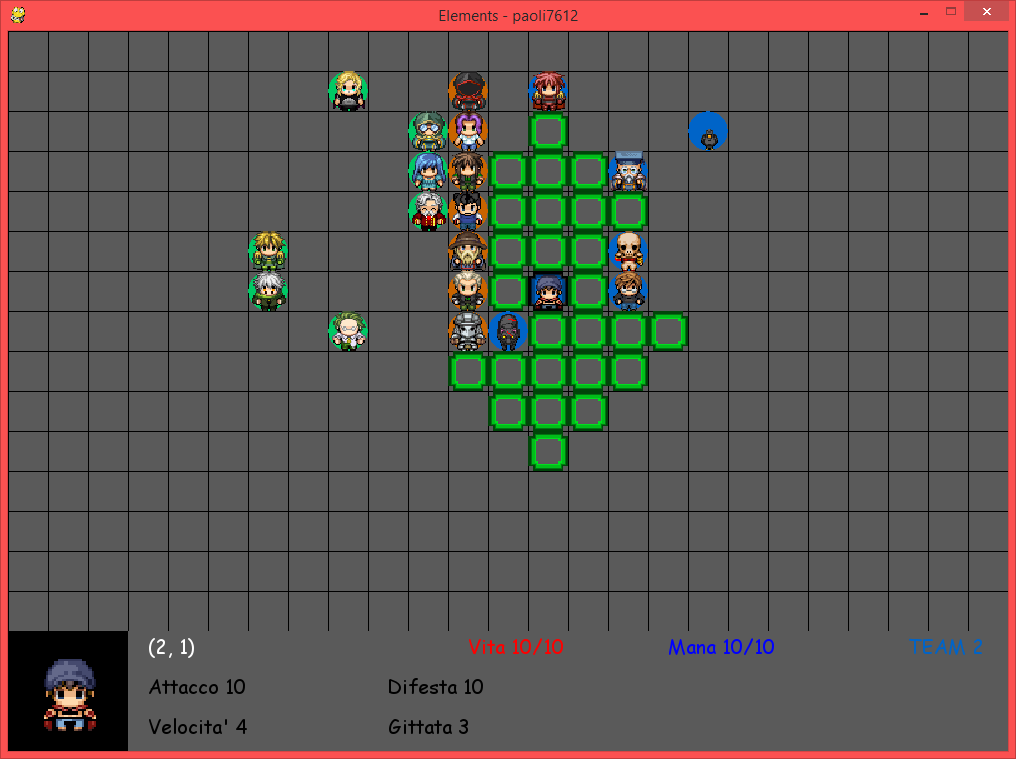 Elements - paoli7612
(2, 1) Vita 10/10 Mana 10/10 TEAM 2
Attacco 10 Difesta 10
Velocita' 4 Gittata 3